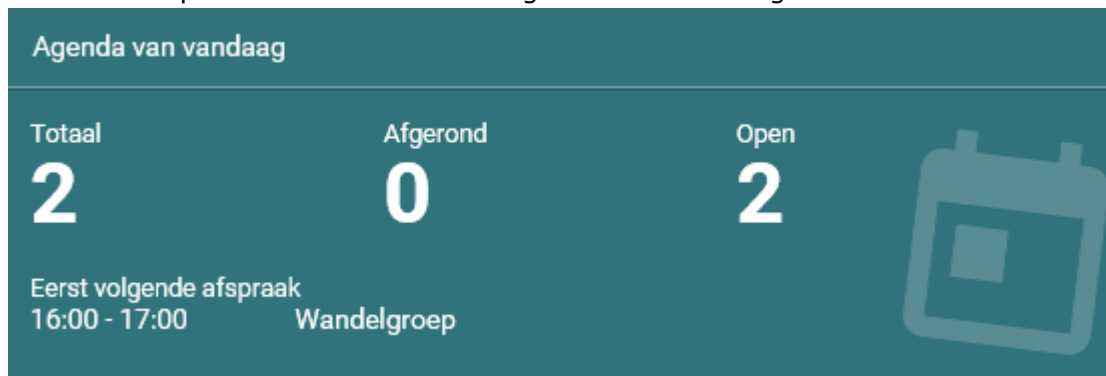 Agenda van vandaag
Totaal Afgerond Open
2 0 2
Eerst volgende afspraak
16:00 - 17:00 Wandelgroep